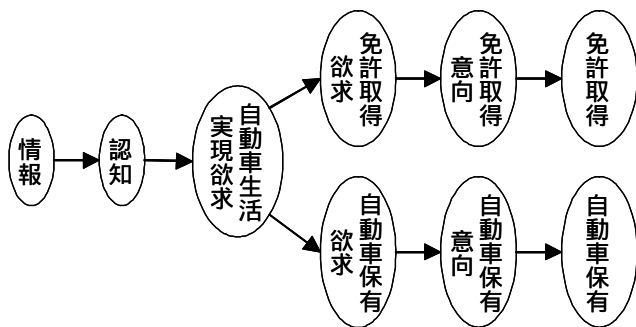 情報
認知
自動車生活
実現欲求
免許取得
欲求
免許取得
意向
免許取得
自動車保有
欲求
自動車保有
意向
自動車保有